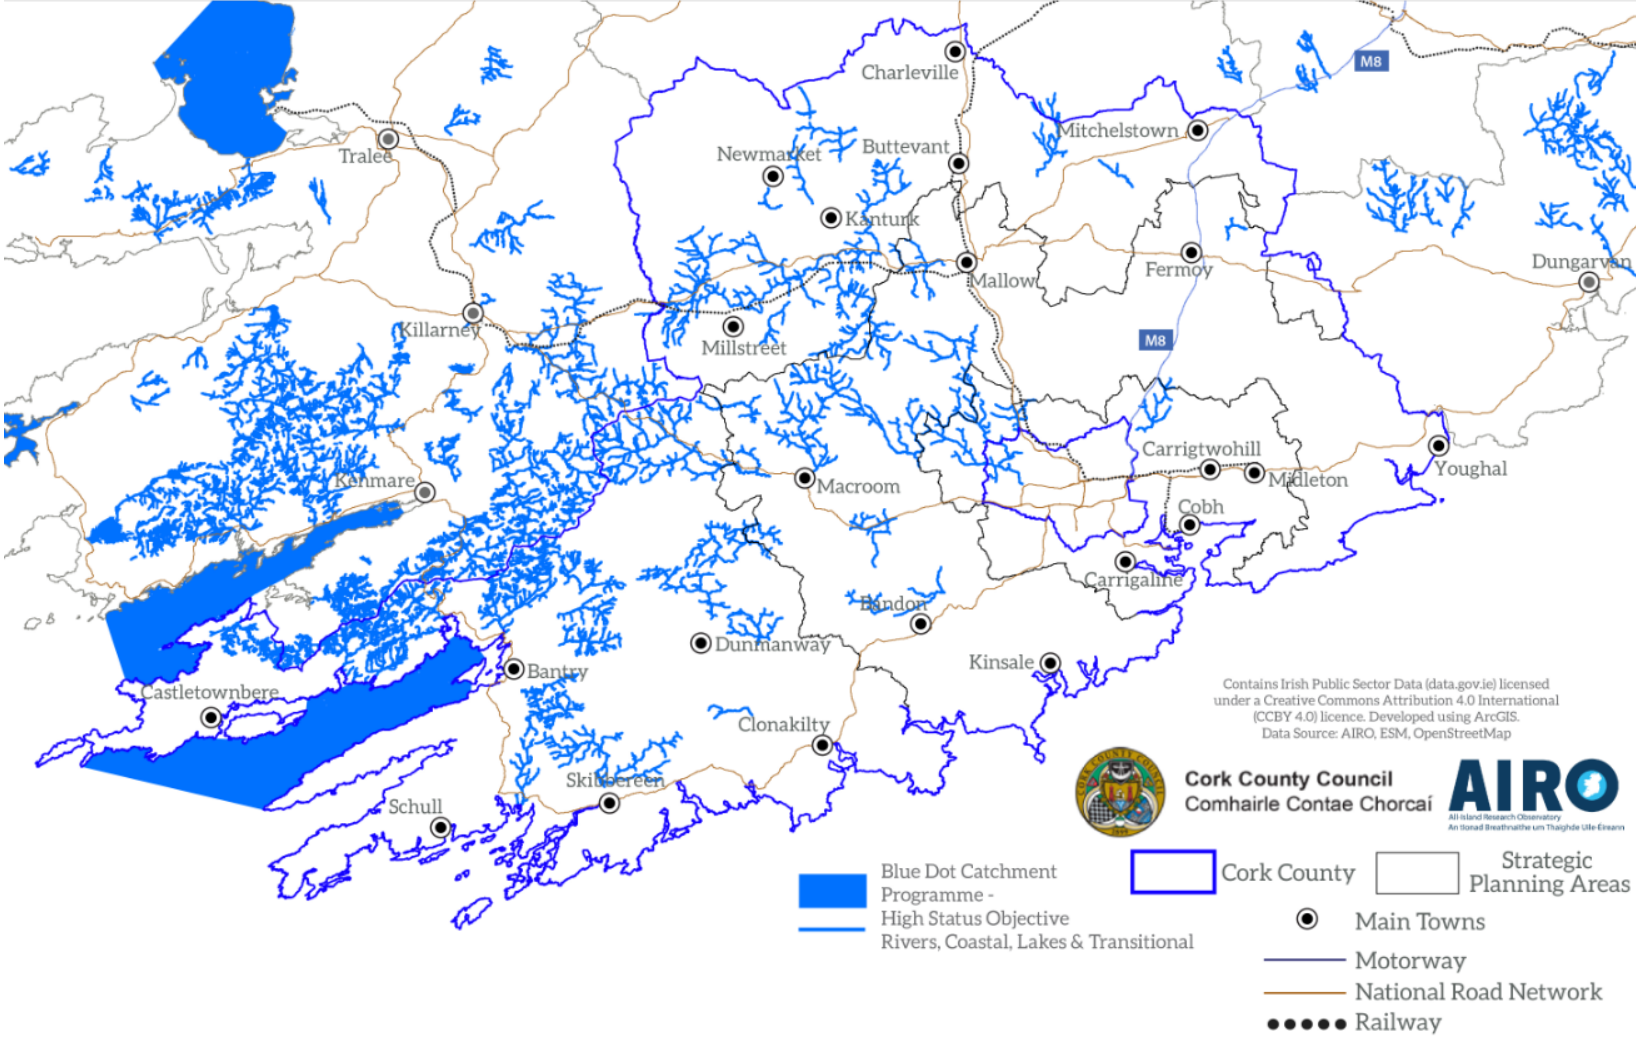 M8
Charleville
Mitchelstown
Tralee
Buttevant
Newmarket
Kanturk
Dungarvan
Fermoy
Mallow
Killarney
M8
Millstreet
Carrigtwohill
Youghal
Kenmare
Midleton
Macroom
Cobh
Carrigaline
Bandon
Dunmanway
Kinsale
Bantry
Castletownbere
Clonakilty
Skibbereen
Schull
Contains Irish Public Sector Data (data.gov.ie) licensed
under a Creative Commons Attribution 4.0 International
(CCBY 4.0) licence. Developed using ArcGIS.
Data Source: AIRO, ESM, OpenStreetMap
CORK COUNTY COUNCIL
1899
Cork County Council
Comhairle Contae Chorcaí
AIRO
All-Island Research Observatory
An tIonad Breathnaithe um Thaighde Uile-Éireann
Blue Dot Catchment
Programme -
High Status Objective
Rivers, Coastal, Lakes & Transitional
Cork County
Strategic
Planning Areas
Main Towns
Motorway
National Road Network
Railway